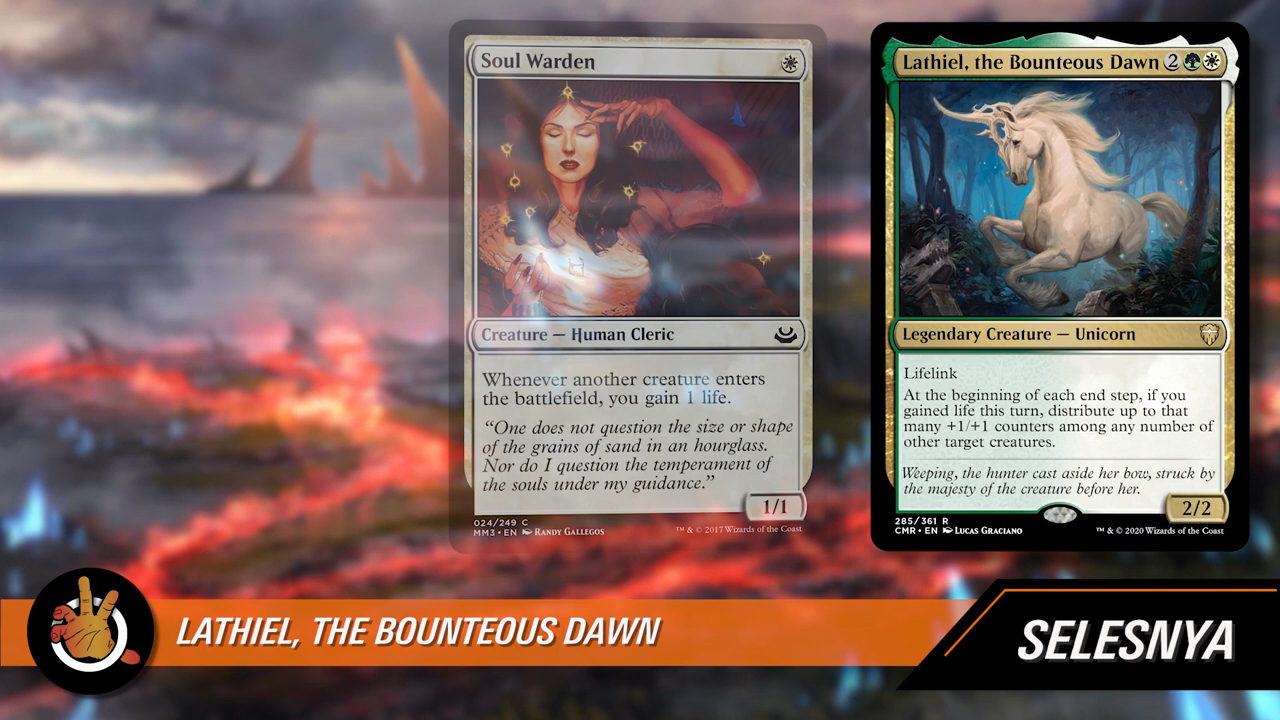 Soul Warden
Creature — Human Cleric
Whenever another creature enters
the battlefield, you gain 1 life.
“One does not question the size or shape
of the grains of sand in an hourglass.
Nor do I question the temperament of
the souls under my guidance.”
1/1
024/249 C
MM3 • EN RANDY GALLEGOS
™ & © 2017 Wizards of the Coast
Lathiel, the Bounteous Dawn 2
Legendary Creature — Unicorn
Lifelink
At the beginning of each end step, if you
gained life this turn, distribute up to that
many +1/+1 counters among any number of
other target creatures.
Weeping, the hunter cast aside her bow, struck by
the majesty of the creature before her.
2/2
285/361 R
CMR • EN LUCAS GRACIANO
™ & © 2020 Wizards of the Coast
LATHIEL, THE BOUNTEOUS DAWN
SELESNYA